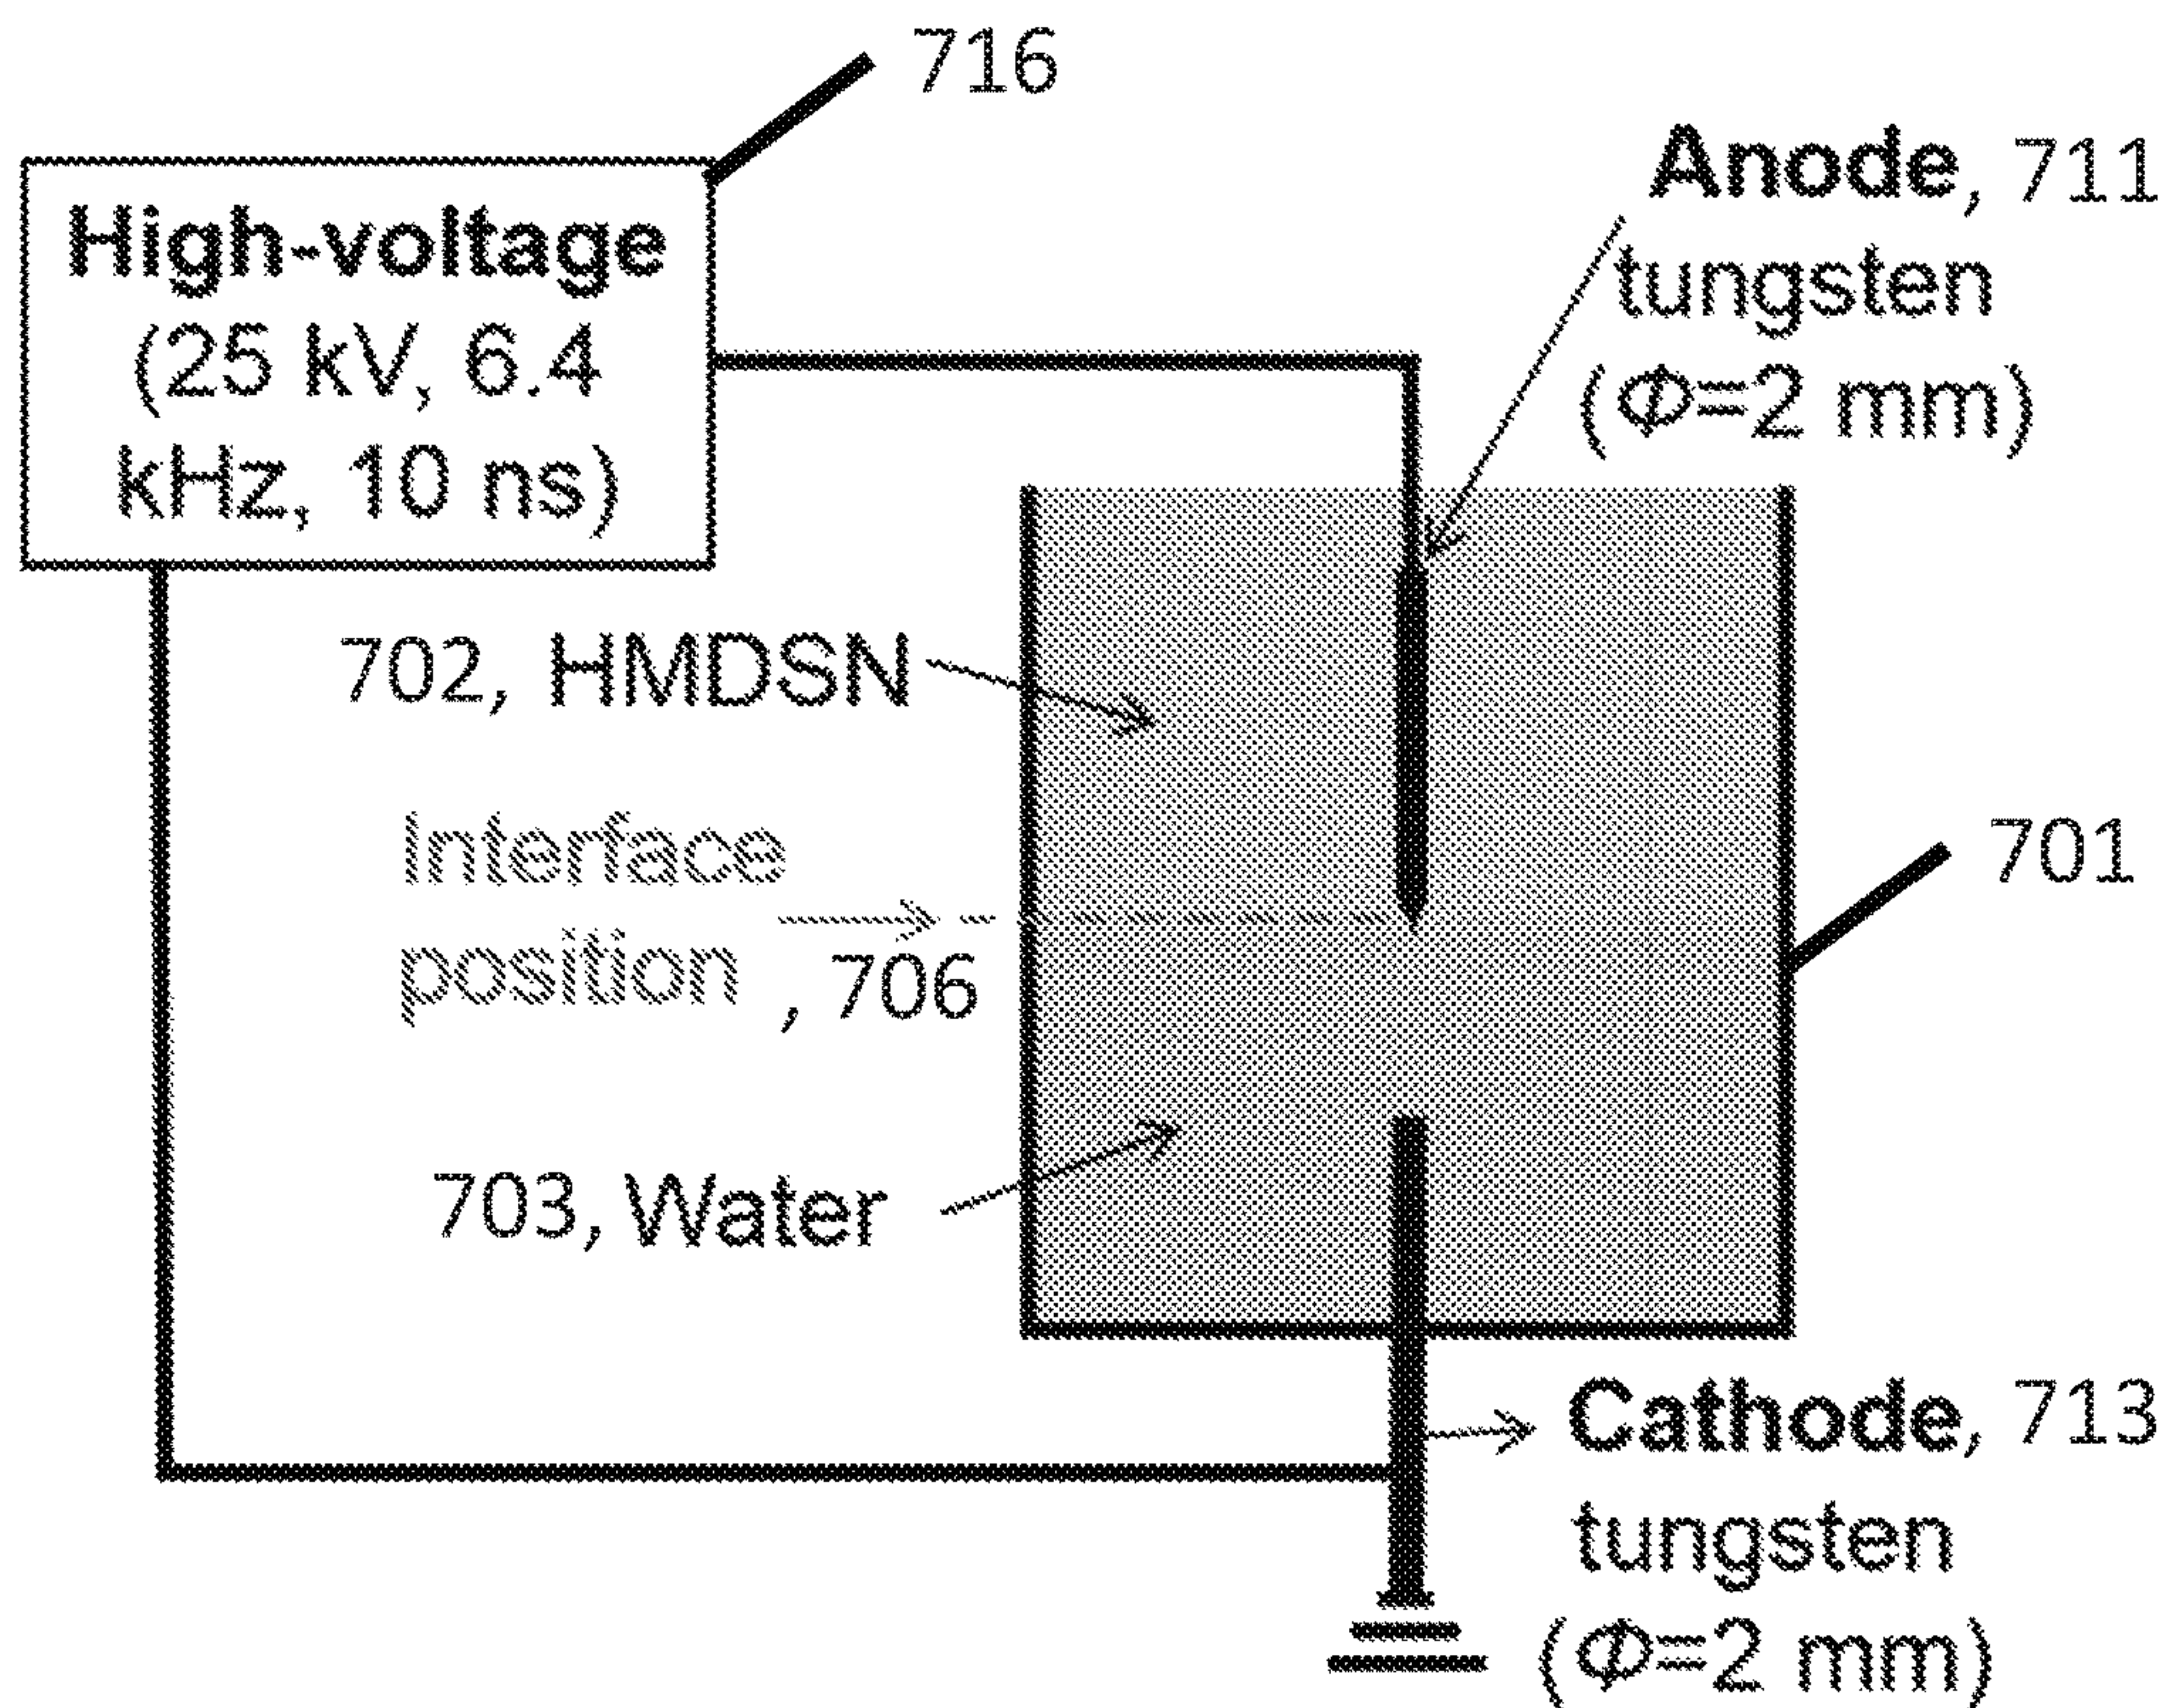 716
High-voltage
(25 kV, 6.4
kHz, 10 ns)
Anode, 711
tungsten
(Φ=2 mm)
702, HMDSN
Interface
position , 706
701
703, Water
Cathode, 713
tungsten
(Φ=2 mm)